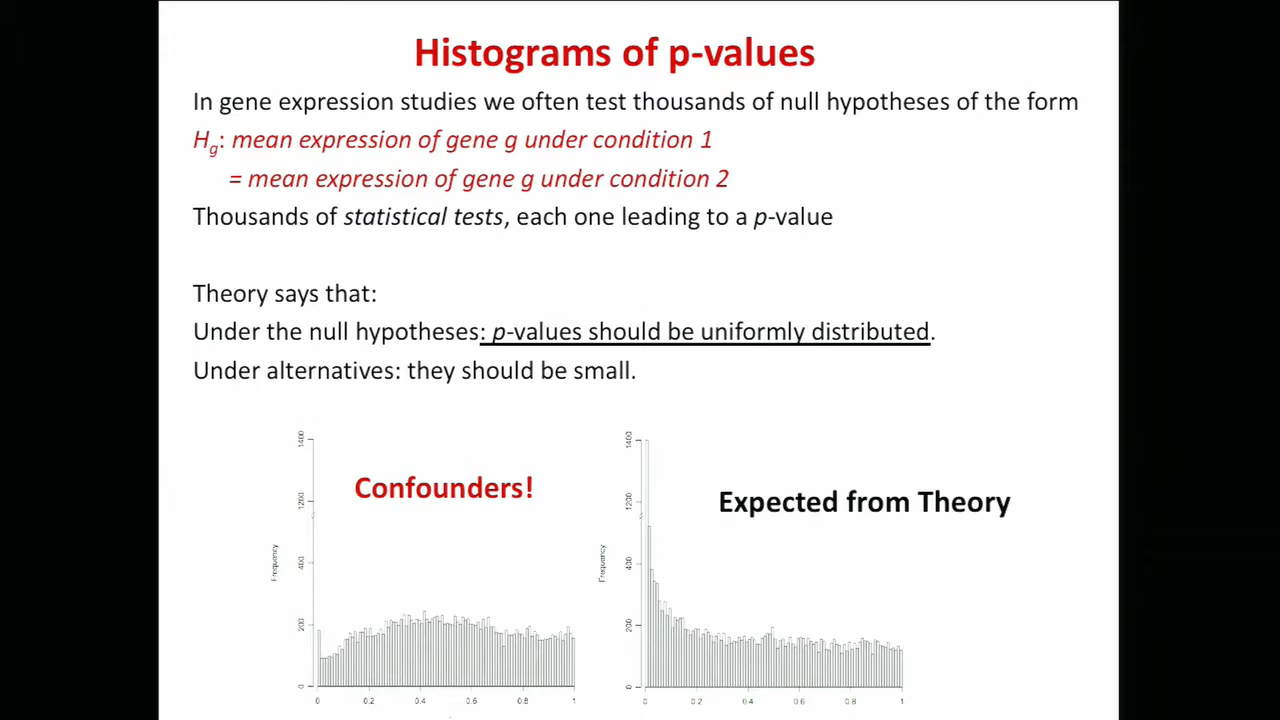 Histograms of p-values
In gene expression studies we often test thousands of null hypotheses of the form
Hg: mean expression of gene g under condition 1
= mean expression of gene g under condition 2
Thousands of statistical tests, each one leading to a p-value
Theory says that:
Under the null hypotheses: p-values should be uniformly distributed.
Under alternatives: they should be small.
Confounders!
Frequency
1400
1200
400
200
0
0 0.2 0.4 0.6 0.8 1
Expected from Theory
Frequency
1400
1200
400
200
0
0 0.2 0.4 0.6 0.8 1